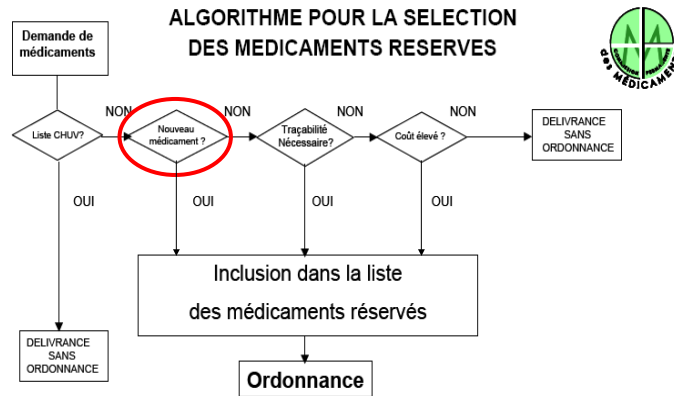 ALGORITHME POUR LA SELECTION
DES MEDICAMENTS RESERVES
Demande de
médicaments
des MÉDICAMENTS
NON
NON
NON
NON
Liste CHUV?
Nouveau
médicament ?
Traçabilité
Nécessaire?
Coût élevé ?
DELIVRANCE
SANS
ORDONNANCE
OUI
OUI
OUI
OUI
Inclusion dans la liste
des médicaments réservés
DELIVRANCE
SANS
ORDONNANCE
Ordonnance